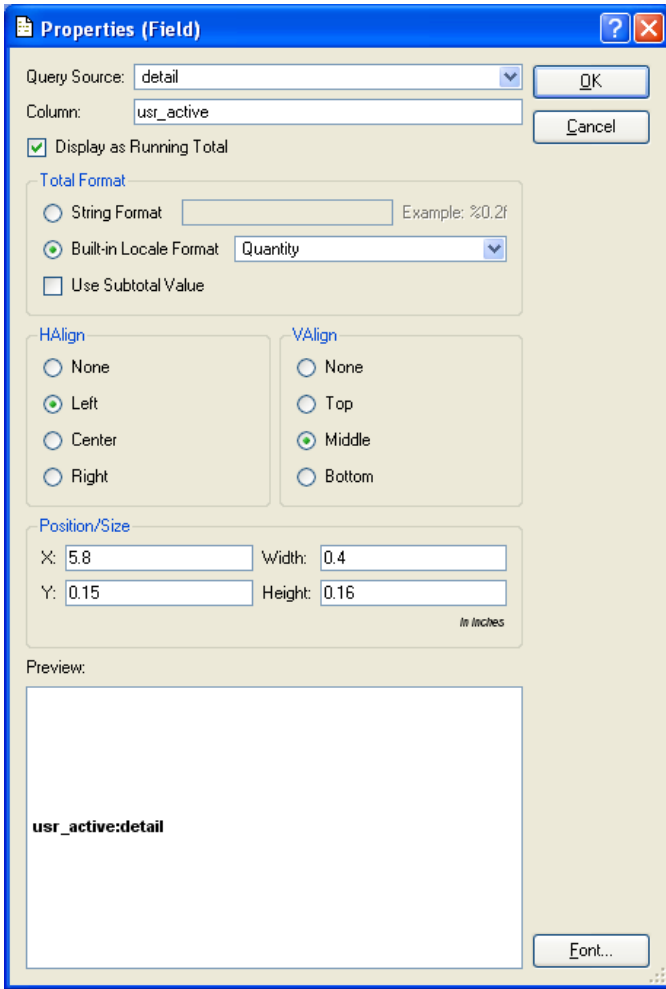 Properties (Field)
Query Source: detail
OK
Column: usr_active
Cancel
Display as Running Total
Total Format
String Format Example: %0.2f
Built-in Locale Format Quantity
Use Subtotal Value
HAlign VAlign
None None
Left Top
Center Middle
Right Bottom
Position/Size
X: 5.8 Width: 0.4
Y: 0.15 Height: 0.16
In Inches
Preview:
usr_active:detail
Font...